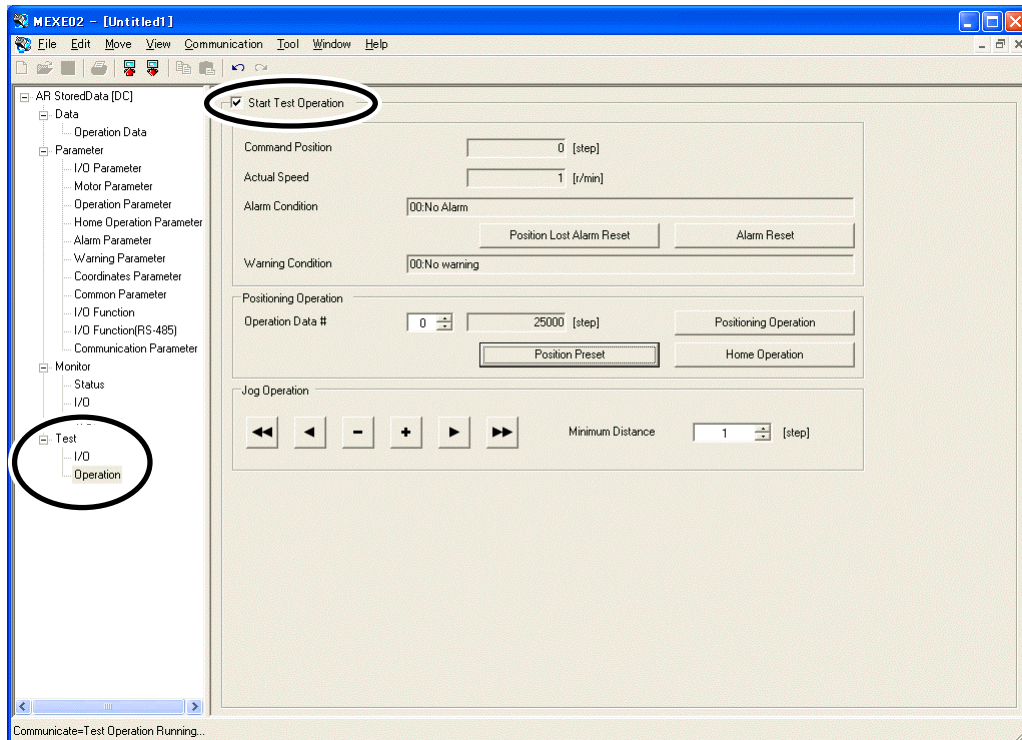 MEXE02 - [Untitled1]
File Edit Move View Communication Tool Window Help
AR StoredData [DC]
Data
Operation Data
Parameter
I/O Parameter
Motor Parameter
Operation Parameter
Home Operation Parameter
Alarm Parameter
Warning Parameter
Coordinates Parameter
Common Parameter
I/O Function
I/O Function(RS-485)
Communication Parameter
Monitor
Status
I/O
Test
I/O
Operation
Start Test Operation
Command Position 0 [step]
Actual Speed 1 [r/min]
Alarm Condition 00:No Alarm
Position Lost Alarm Reset Alarm Reset
Warning Condition 00:No warning
Positioning Operation
Operation Data # 0 25000 [step] Positioning Operation
Position Preset Home Operation
Jog Operation
Minimum Distance 1 [step]
Communicate=Test Operation Running...